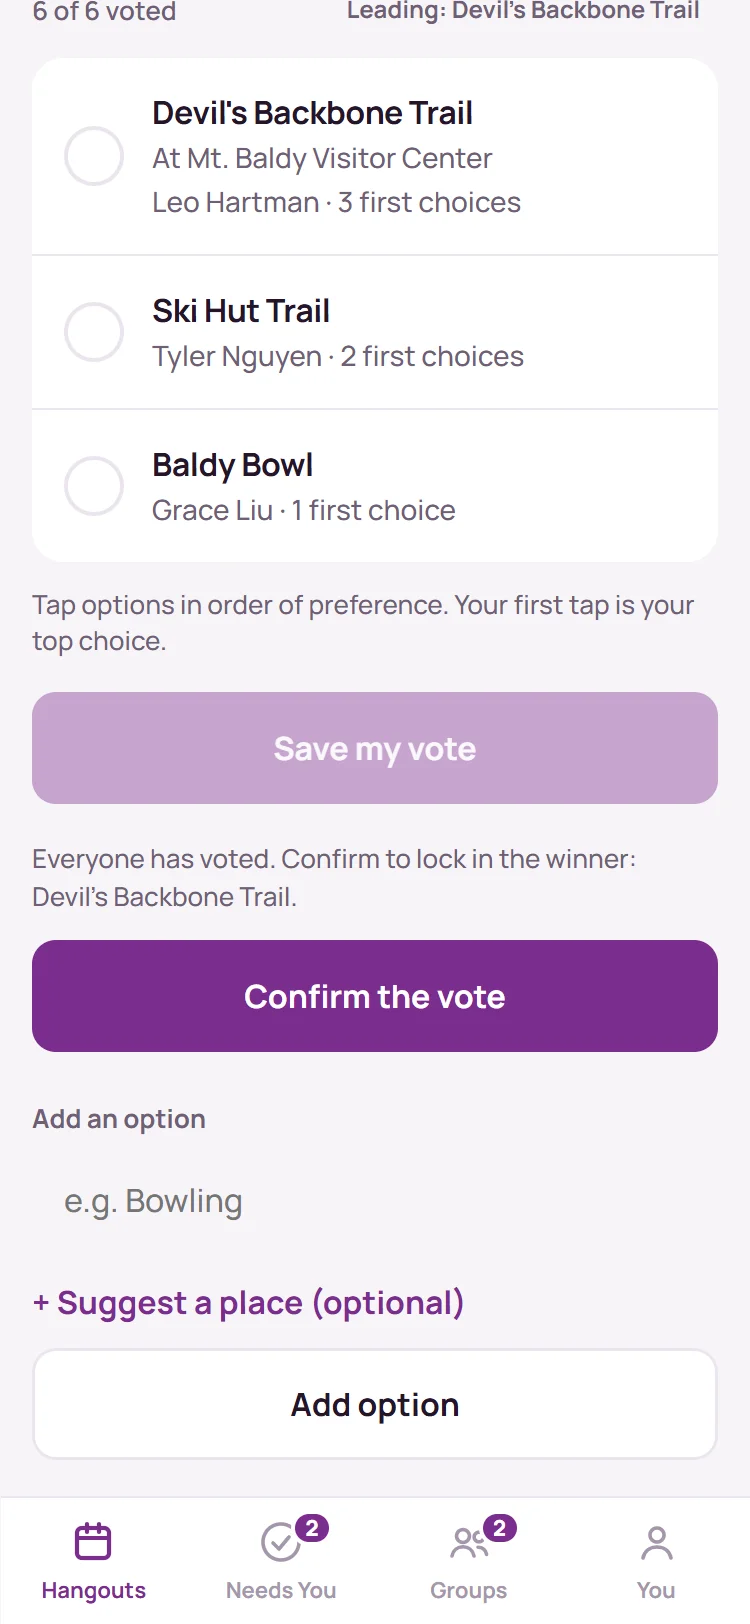 6 of 6 voted
Leading: Devil's Backbone Trail
Devil's Backbone Trail
At Mt. Baldy Visitor Center
Leo Hartman · 3 first choices
Ski Hut Trail
Tyler Nguyen · 2 first choices
Baldy Bowl
Grace Liu · 1 first choice
Tap options in order of preference. Your first tap is your
top choice.
Save my vote
Everyone has voted. Confirm to lock in the winner:
Devil's Backbone Trail.
Confirm the vote
Add an option
e.g. Bowling
+ Suggest a place (optional)
Add option
2
2
Hangouts
Needs You
Groups
You